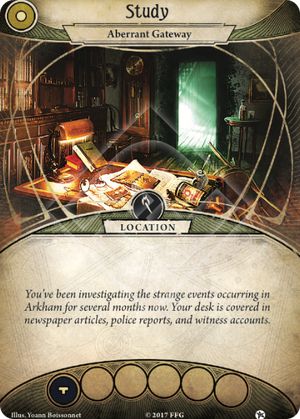 Study
Aberrant Gateway
LOCATION
You've been investigating the strange events occurring in
Arkham for several months now. Your desk is covered in
newspaper articles, police reports, and witness accounts.
Illus. Yoann Boissonnet
© 2017 FFG